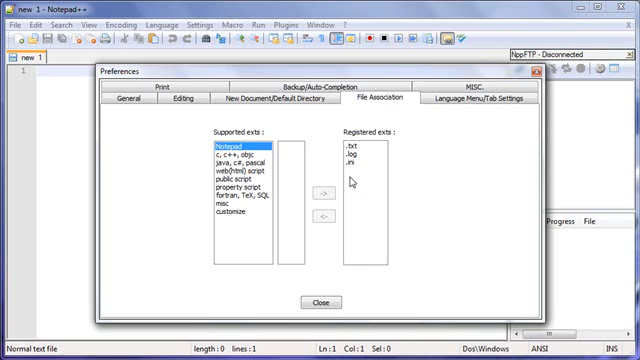 new 1 - Notepad++
File Edit Search View Encoding Language Settings Macro Run Plugins Window ?
X
new 1
NppFTP - Disconnected
1
Preferences
Print Backup/Auto-Completion MISC.
General Editing New Document/Default Directory File Association Language Menu/Tab Settings
Supported exts :
Registered exts :
Notepad
c, c++, objc
java, c#, pascal
web(html) script
public script
property script
fortran, TeX, SQL
misc
customize
.txt
.log
.ini
->
<-
Close
Progress File
Normal text file length : 0 lines : 1 Ln : 1 Col : 1 Sel : 0 Dos\Windows ANSI INS